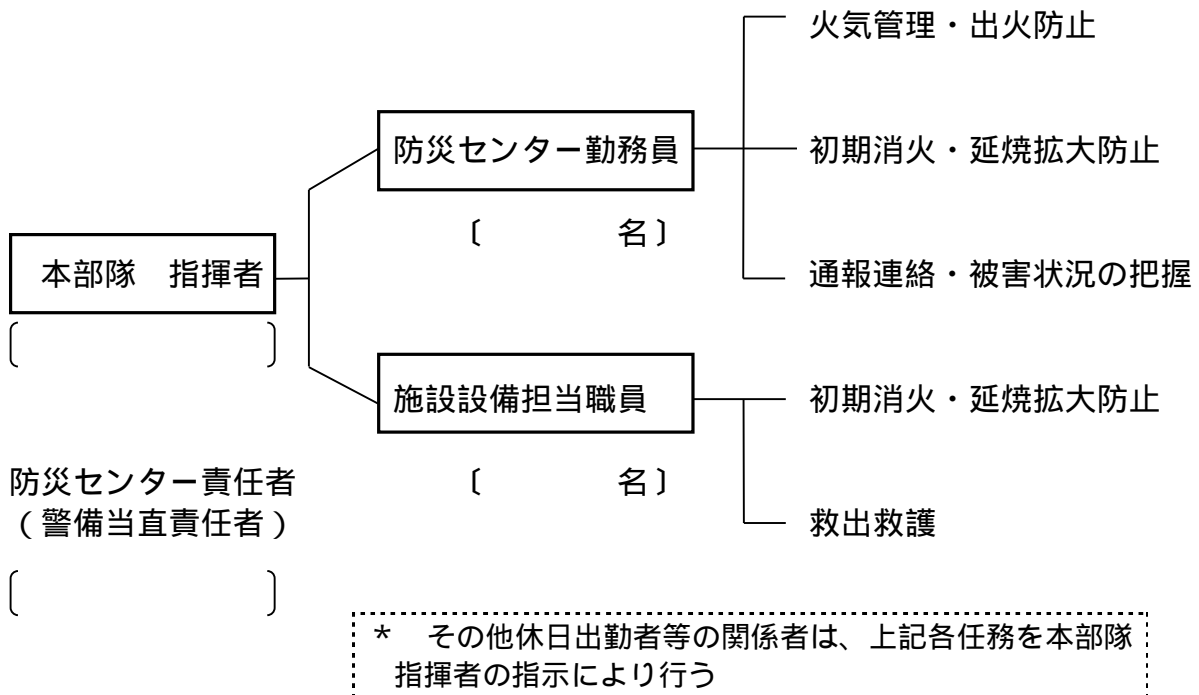 火気管理・出火防止
防災センター勤務員
初期消火・延焼拡大防止
〔　　　　名〕
本部隊　指揮者
通報連絡・被害状況の把握
〔　　　　　　　　〕
施設設備担当職員
初期消火・延焼拡大防止
防災センター責任者
（警備当直責任者）
〔　　　　名〕
救出救護
〔　　　　　　　　〕
*　その他休日出勤者等の関係者は、上記各任務を本部隊
指揮者の指示により行う